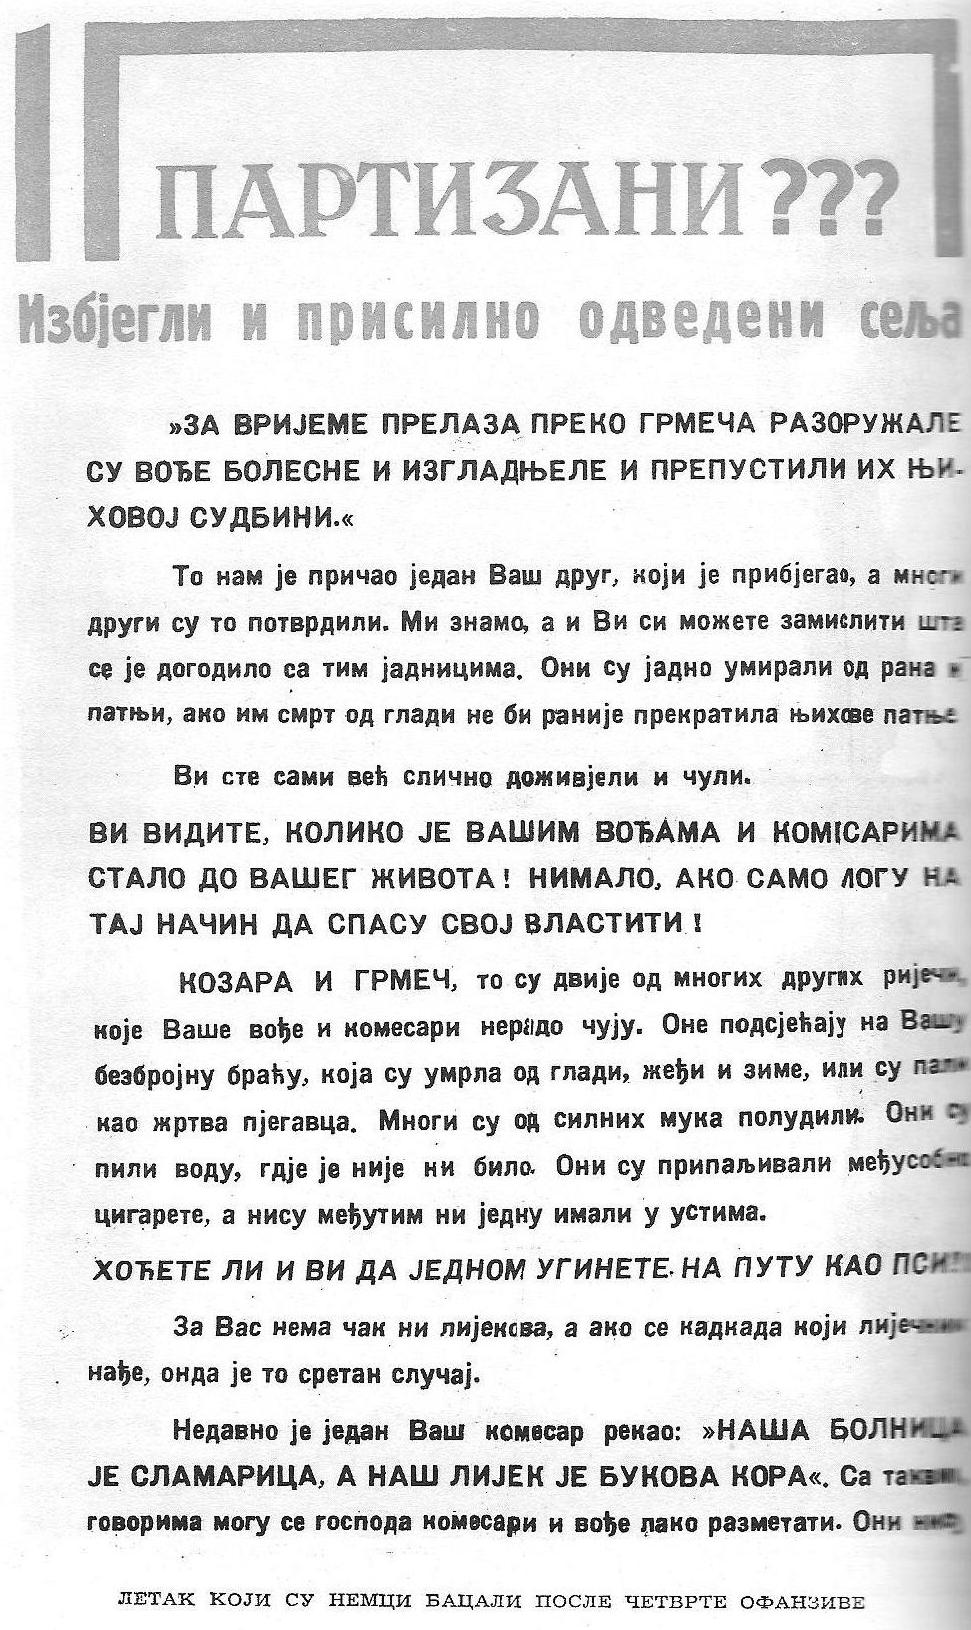 ПАРТИЗАНИ???
Избјегли и присилно одведени сеља
»ЗА ВРИЈЕМЕ ПРЕЛАЗА ПРЕКО ГРМЕЧА РАЗОРУЖАЛЕ
СУ ВОЂЕ БОЛЕСНЕ И ИЗГЛАДЊЕЛЕ И ПРЕПУСТИЛИ ИХ ЊИ-
ХОВОЈ СУДБИНИ.«
То нам је причао један Ваш друг, који је прибјегао, а многи
други су то потврдили. Ми знамо, а и Ви си можете замислити шта
се је догодило са тим јадницима. Они су јадно умирали од рана и
патњи, ако им смрт од глади не би раније прекратила њихове патње
Ви сте сами већ слично доживјели и чули.
ВИ ВИДИТЕ, КОЛИКО ЈЕ ВАШИМ ВОЂАМА И КОМІСАРИМА
СТАЛО ДО ВАШЕГ ЖИВОТА! НИМАЛО, АКО САМО МОГУ НА
ТАЈ НАЧИН ДА СПАСУ СВОЈ ВЛАСТИТИ!
КОЗАРА И ГРМЕЧ, то су двије од многих других ријечи,
које Ваше вође и комесари нерадо чују. Оне подсјећају на Вашу
безбројну браћу, која су умрла од глади, жеђи и зиме, или су пали
као жртва пјегавца. Многи су од силних мука полудили. Они су
пили воду, гдје је није ни било. Они су припаљивали међусобно
цигарете, а нису међутим ни једну имали у устима.
ХОЋЕТЕ ЛИ И ВИ ДА ЈЕДНОМ УГИНЕТЕ НА ПУТУ КАО ПСИ!
За Вас нема чак ни лијекова, а ако се кадкада који лијечник
нађе, онда је то сретан случај.
Недавно је један Ваш комесар рекао: »НАША БОЛНИЦА
ЈЕ СЛАМАРИЦА, А НАШ ЛИЈЕК ЈЕ БУКОВА КОРА«. Са таквим
говорима могу се господа комесари и вође лако разметати. Они
ЛЕТАК КОЈИ СУ НЕМЦИ БАЦАЛИ ПОСЛЕ ЧЕТВРТЕ ОФАНЗИВЕ